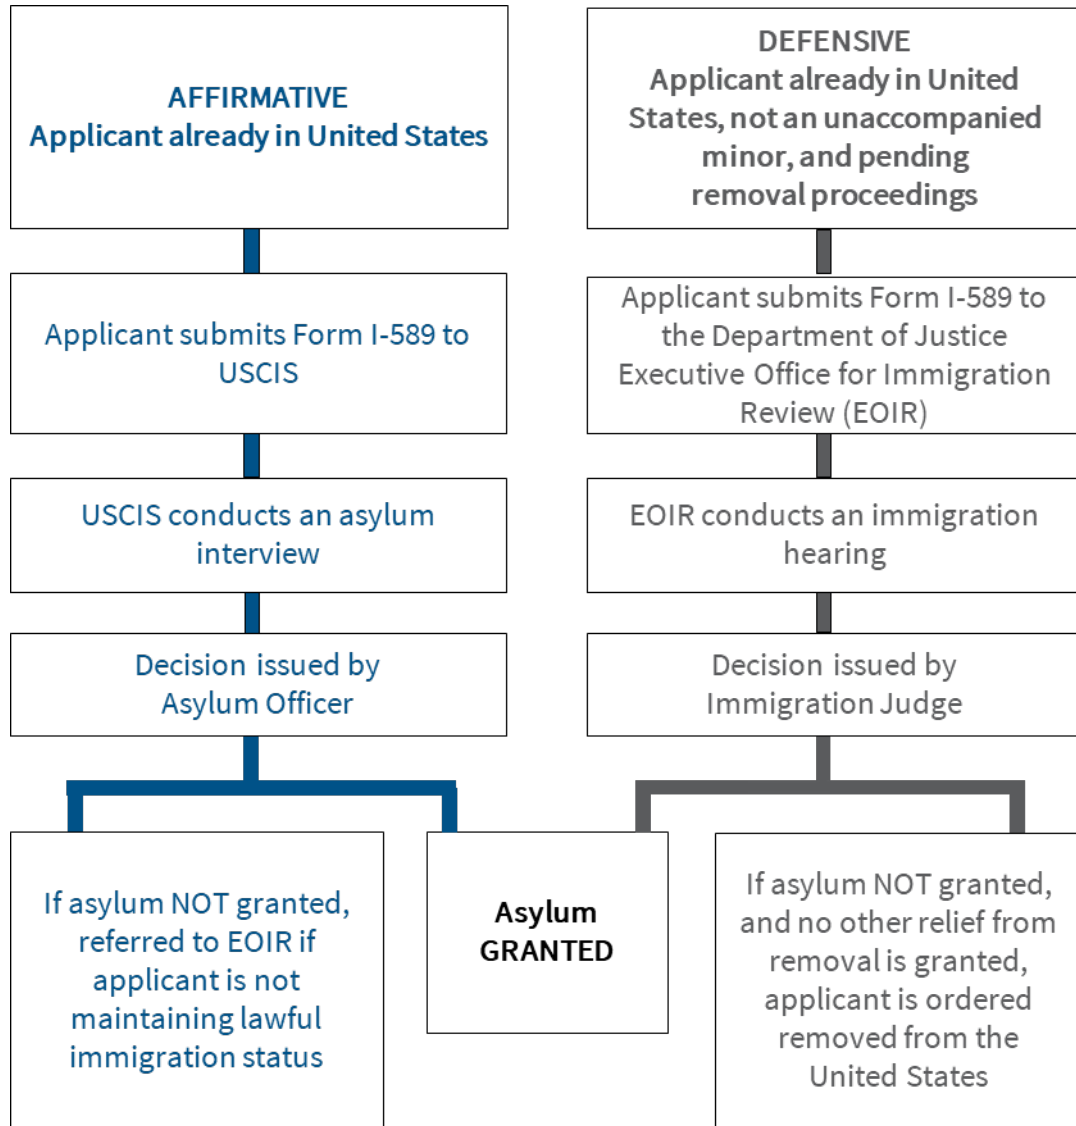 AFFIRMATIVE
Applicant already in United States
DEFENSIVE
Applicant already in United
States, not an unaccompanied
minor, and pending
removal proceedings
Applicant submits Form I-589 to
USCIS
Applicant submits Form I-589 to
the Department of Justice
Executive Office for Immigration
Review (EOIR)
USCIS conducts an asylum
interview
EOIR conducts an immigration
hearing
Decision issued by
Asylum Officer
Decision issued by
Immigration Judge
If asylum NOT granted,
referred to EOIR if
applicant is not
maintaining lawful
immigration status
Asylum
GRANTED
If asylum NOT granted,
and no other relief from
removal is granted,
applicant is ordered
removed from the
United States